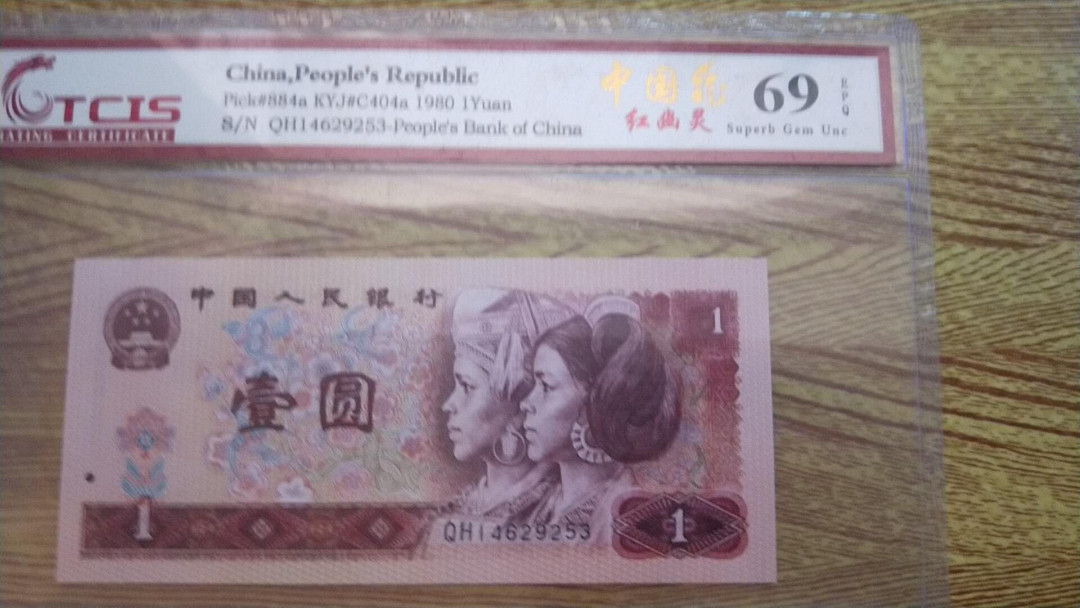 China,People's Republic
Pick#884a KYJ#C404a 1980 1Yuan
S/N QH14629253-People's Bank of China
TCIS
RATING CERTIFICATE
中国龙
红幽灵
69
EPQ
Superb Gem Unc
中国人民银行
1
壹圆
1
QH14629253
1